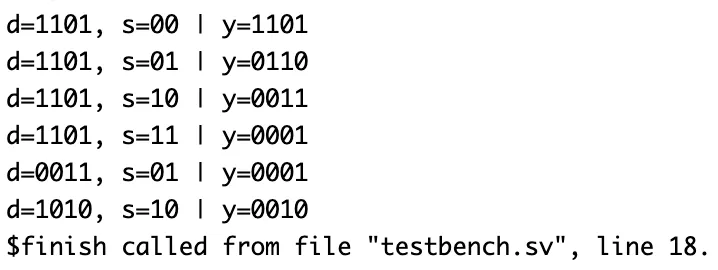 d=1101, s=00 | y=1101
d=1101, s=01 | y=0110
d=1101, s=10 | y=0011
d=1101, s=11 | y=0001
d=0011, s=01 | y=0001
d=1010, s=10 | y=0010
$finish called from file "testbench.sv", line 18.